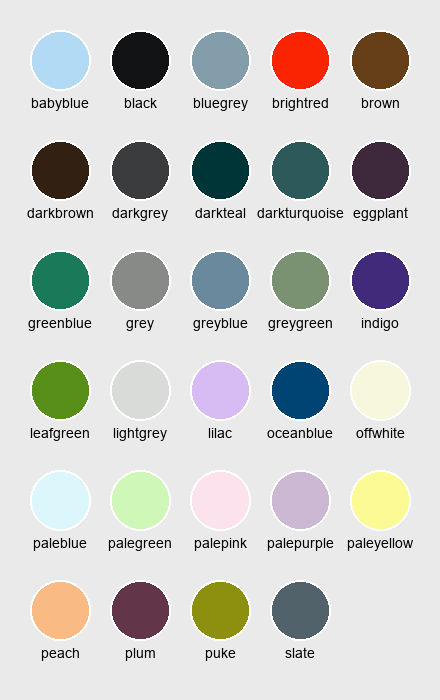 babyblue black bluegrey brightred brown
darkbrown darkgrey darkteal darkturquoise eggplant
greenblue grey greyblue greygreen indigo
leafgreen lightgrey lilac oceanblue offwhite
paleblue palegreen palepink palepurple paleyellow
peach plum puke slate